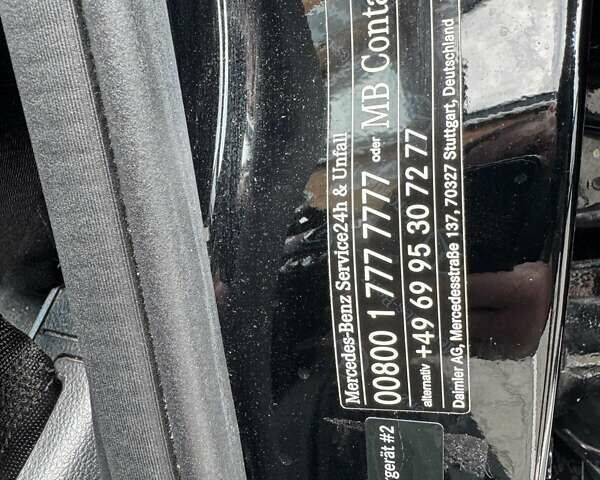 Mercedes-Benz Service24h & Unfall
00800 1 777 7777 oder MB Conta
alternativ +49 69 95 30 72 77
Daimler AG, Mercedesstraße 137, 70327 Stuttgart, Deutschland
rgerät #2